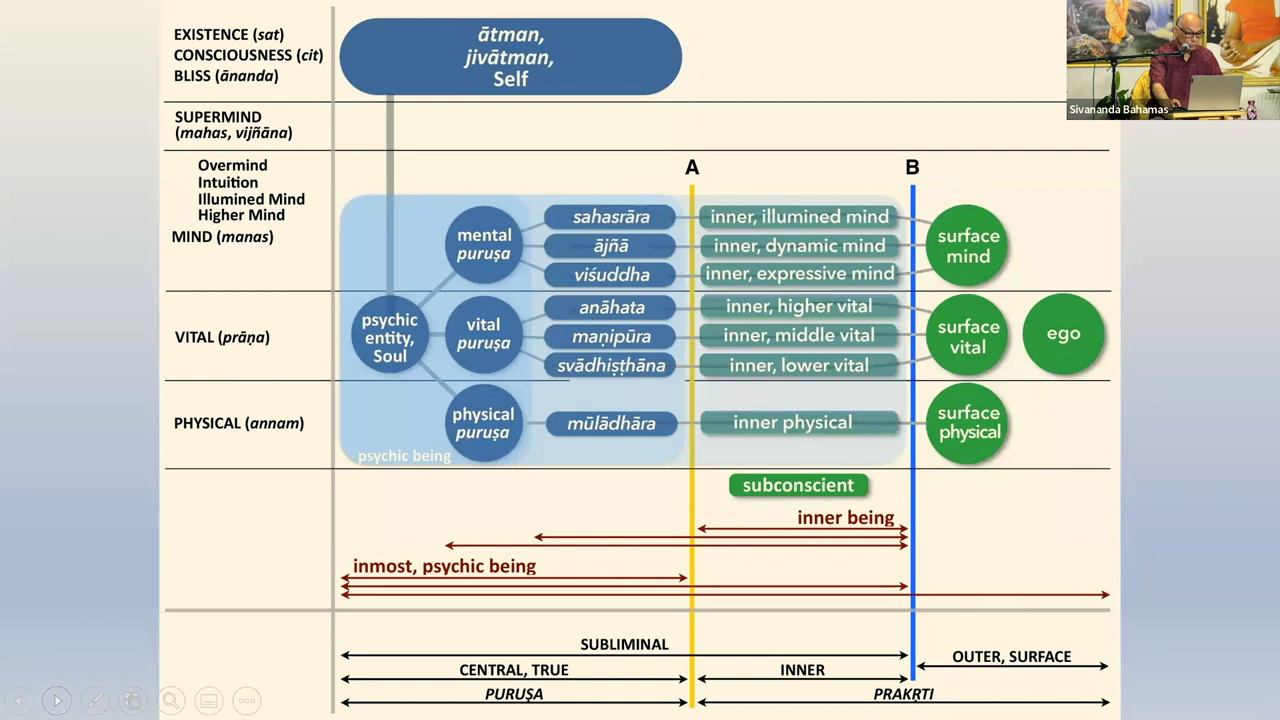 EXISTENCE (sat)
CONSCIOUSNESS (cit)
BLISS (ānanda)
ātman,
jivātman,
Self
Sivananda Bahamas
SUPERMIND
(mahas, vijñāna)
Overmind
Intuition
Illumined Mind
Higher Mind
MIND (manas)
A
B
mental
puruṣa
sahasrāra
ājñā
viśuddha
inner, illumined mind
inner, dynamic mind
inner, expressive mind
surface
mind
VITAL (prāṇa)
psychic
entity,
Soul
vital
puruṣa
anāhata
maṇipūra
svādhiṣṭhāna
inner, higher vital
inner, middle vital
inner, lower vital
surface
vital
ego
PHYSICAL (annam)
physical
puruṣa
mūlādhāra
inner physical
surface
physical
psychic being
subconscient
inner being
inmost, psychic being
SUBLIMINAL
CENTRAL, TRUE
INNER
OUTER, SURFACE
PURUṢA
PRAKṚTI